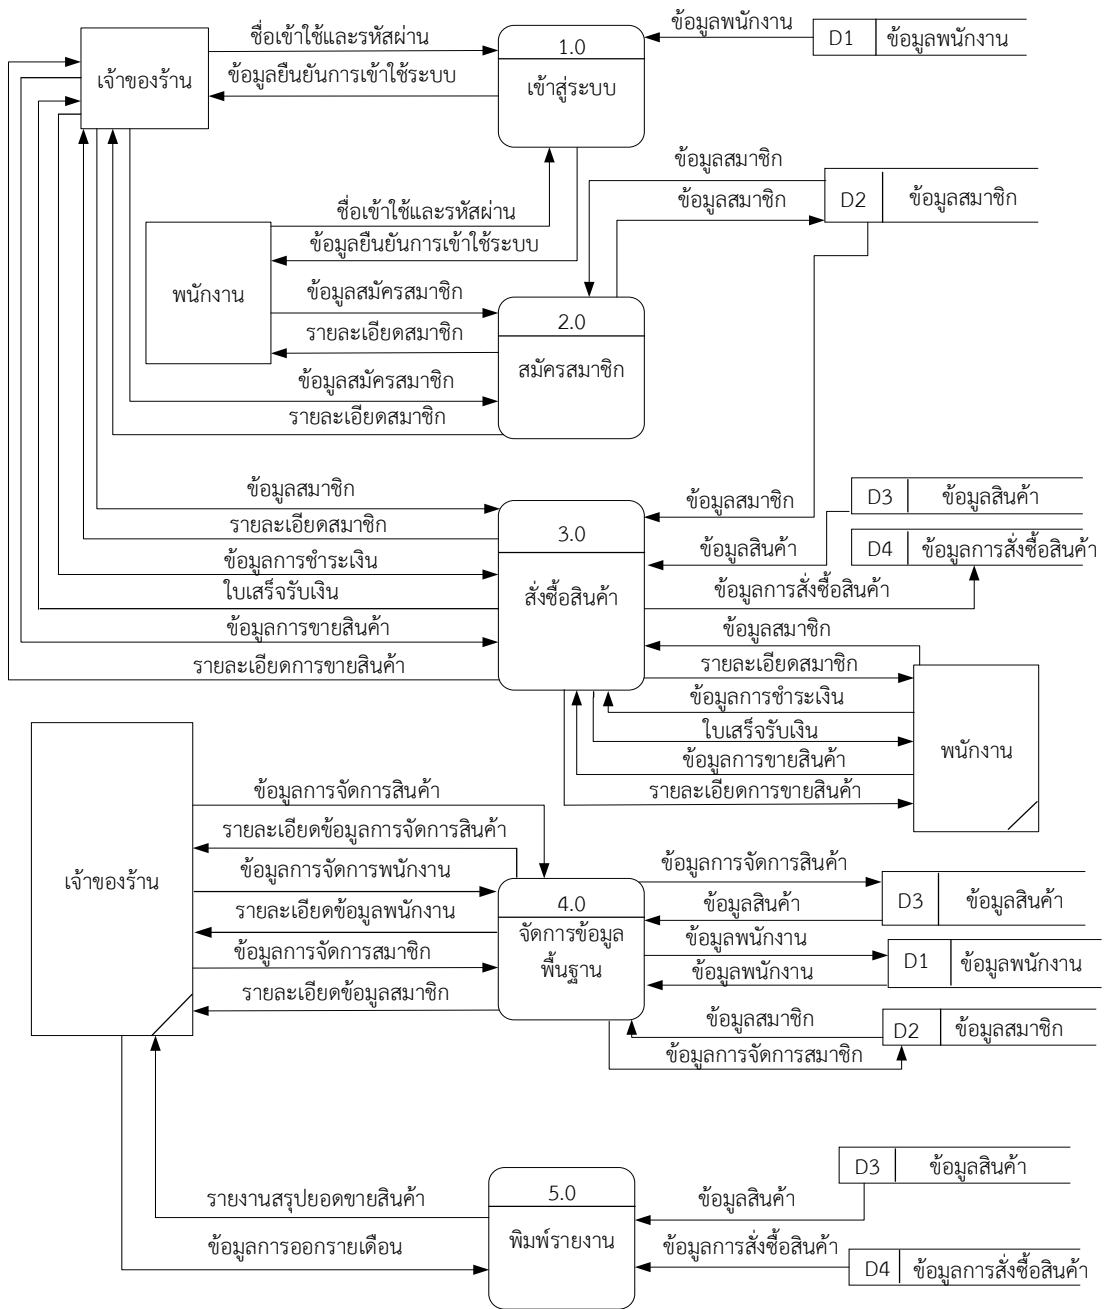 ชื่อเข้าใช้และรหัสผ่าน
ข้อมูลพนักงาน
D1
ข้อมูลพนักงาน
1.0
เจ้าของร้าน
ข้อมูลยืนยันการเข้าใช้ระบบ
เข้าสู่ระบบ
ข้อมูลสมาชิก
ข้อมูลสมาชิก
D2
ข้อมูลสมาชิก
ชื่อเข้าใช้และรหัสผ่าน
ข้อมูลยืนยันการเข้าใช้ระบบ
พนักงาน
ข้อมูลสมัครสมาชิก
2.0
รายละเอียดสมาชิก
สมัครสมาชิก
ข้อมูลสมัครสมาชิก
รายละเอียดสมาชิก
ข้อมูลสมาชิก
ข้อมูลสมาชิก
D3
ข้อมูลสินค้า
รายละเอียดสมาชิก
3.0
ข้อมูลสินค้า
D4
ข้อมูลการสั่งซื้อสินค้า
ข้อมูลการชำระเงิน
ใบเสร็จรับเงิน
สั่งซื้อสินค้า
ข้อมูลการสั่งซื้อสินค้า
ข้อมูลการขายสินค้า
ข้อมูลสมาชิก
รายละเอียดการขายสินค้า
รายละเอียดสมาชิก
ข้อมูลการชำระเงิน
ใบเสร็จรับเงิน
พนักงาน
ข้อมูลการขายสินค้า
รายละเอียดการขายสินค้า
ข้อมูลการจัดการสินค้า
รายละเอียดข้อมูลการจัดการสินค้า
เจ้าของร้าน
ข้อมูลการจัดการพนักงาน
ข้อมูลการจัดการสินค้า
รายละเอียดข้อมูลพนักงาน
4.0
ข้อมูลสินค้า
D3
ข้อมูลสินค้า
จัดการข้อมูล
พื้นฐาน
ข้อมูลการจัดการสมาชิก
ข้อมูลพนักงาน
ข้อมูลพนักงาน
D1
ข้อมูลพนักงาน
รายละเอียดข้อมูลสมาชิก
ข้อมูลสมาชิก
D2
ข้อมูลสมาชิก
ข้อมูลการจัดการสมาชิก
D3
ข้อมูลสินค้า
รายงานสรุปยอดขายสินค้า
5.0
ข้อมูลสินค้า
ข้อมูลการออกรายเดือน
พิมพ์รายงาน
ข้อมูลการสั่งซื้อสินค้า
D4
ข้อมูลการสั่งซื้อสินค้า